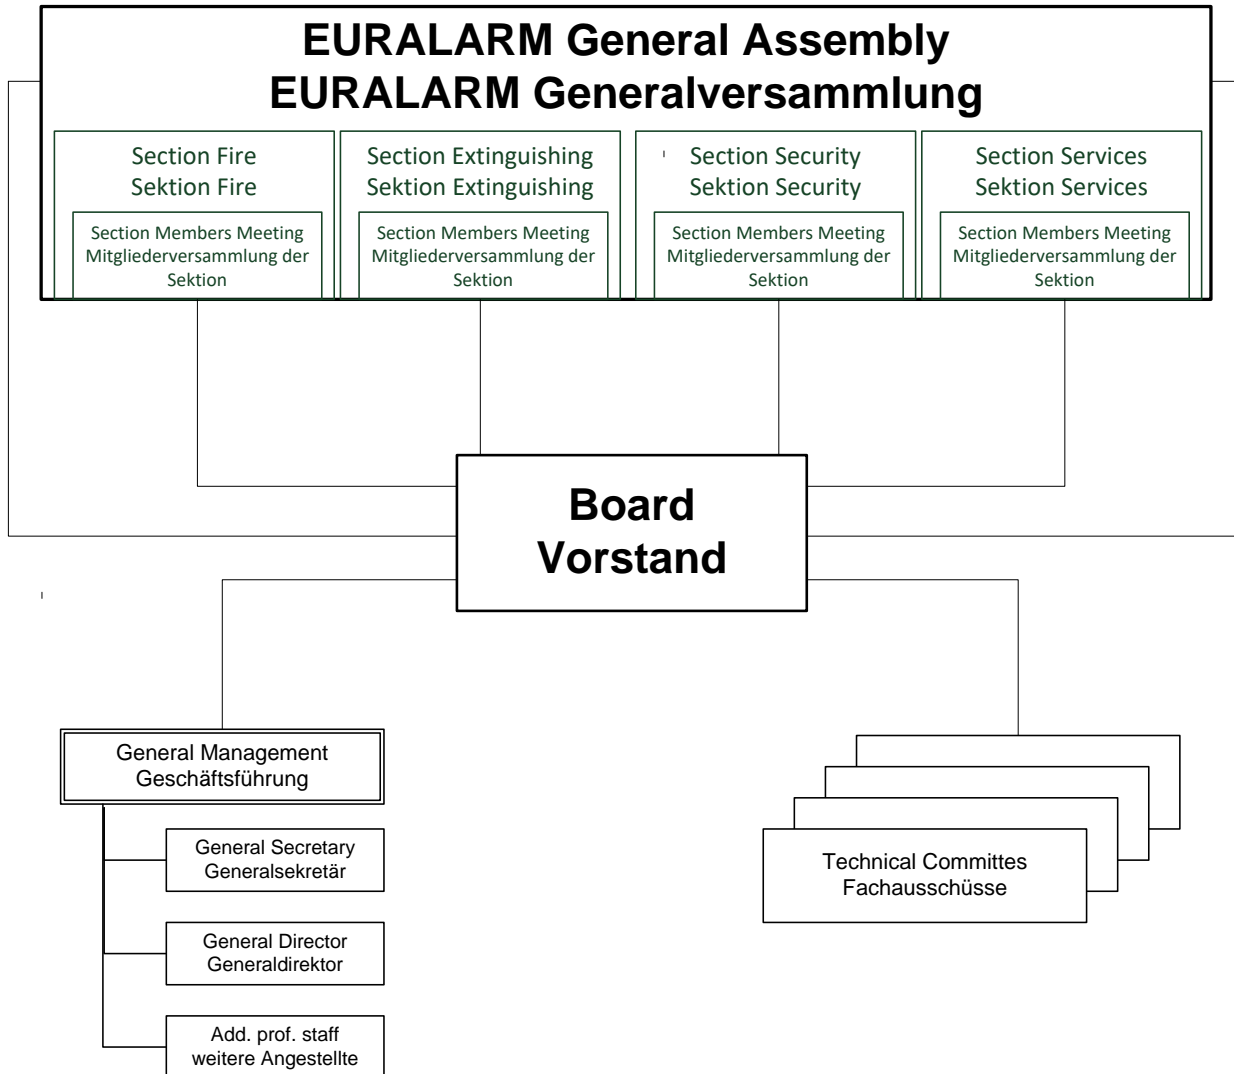 EURALARM General Assembly
EURALARM Generalversammlung
Section Fire
Sektion Fire
Section Members Meeting
Mitgliederversammlung der
Sektion
Section Extinguishing
Sektion Extinguishing
Section Members Meeting
Mitgliederversammlung der
Sektion
Section Security
Sektion Security
Section Members Meeting
Mitgliederversammlung der
Sektion
Section Services
Sektion Services
Section Members Meeting
Mitgliederversammlung der
Sektion
Board
Vorstand
General Management
Geschäftsführung
General Secretary
Generalsekretär
General Director
Generaldirektor
Add. prof. staff
weitere Angestellte
Technical Committes
Fachausschüsse